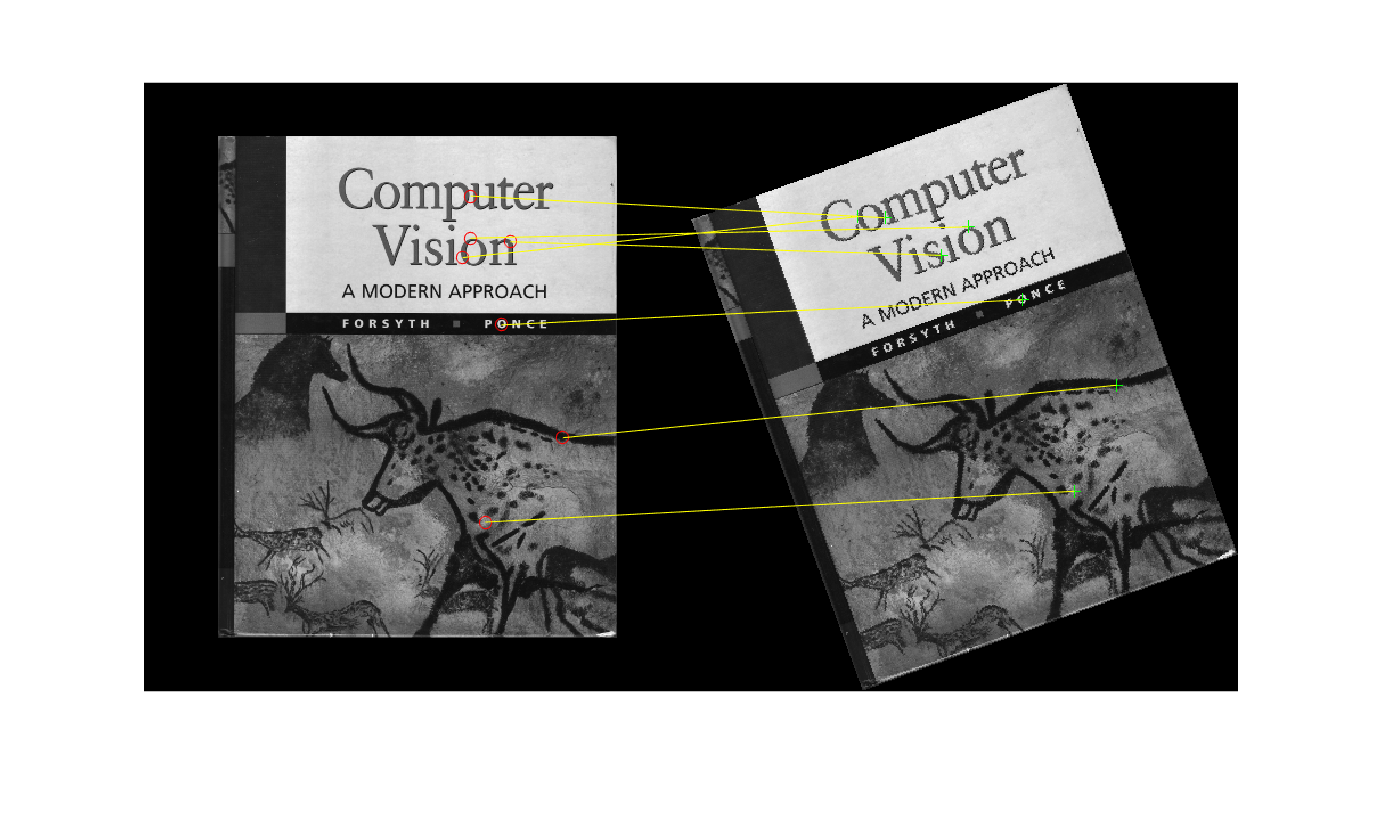 Computer
Vision
A MODERN APPROACH
FORSYTH ■ PONCE
Computer
Vision
A MODERN APPROACH
FORSYTH ■ PONCE